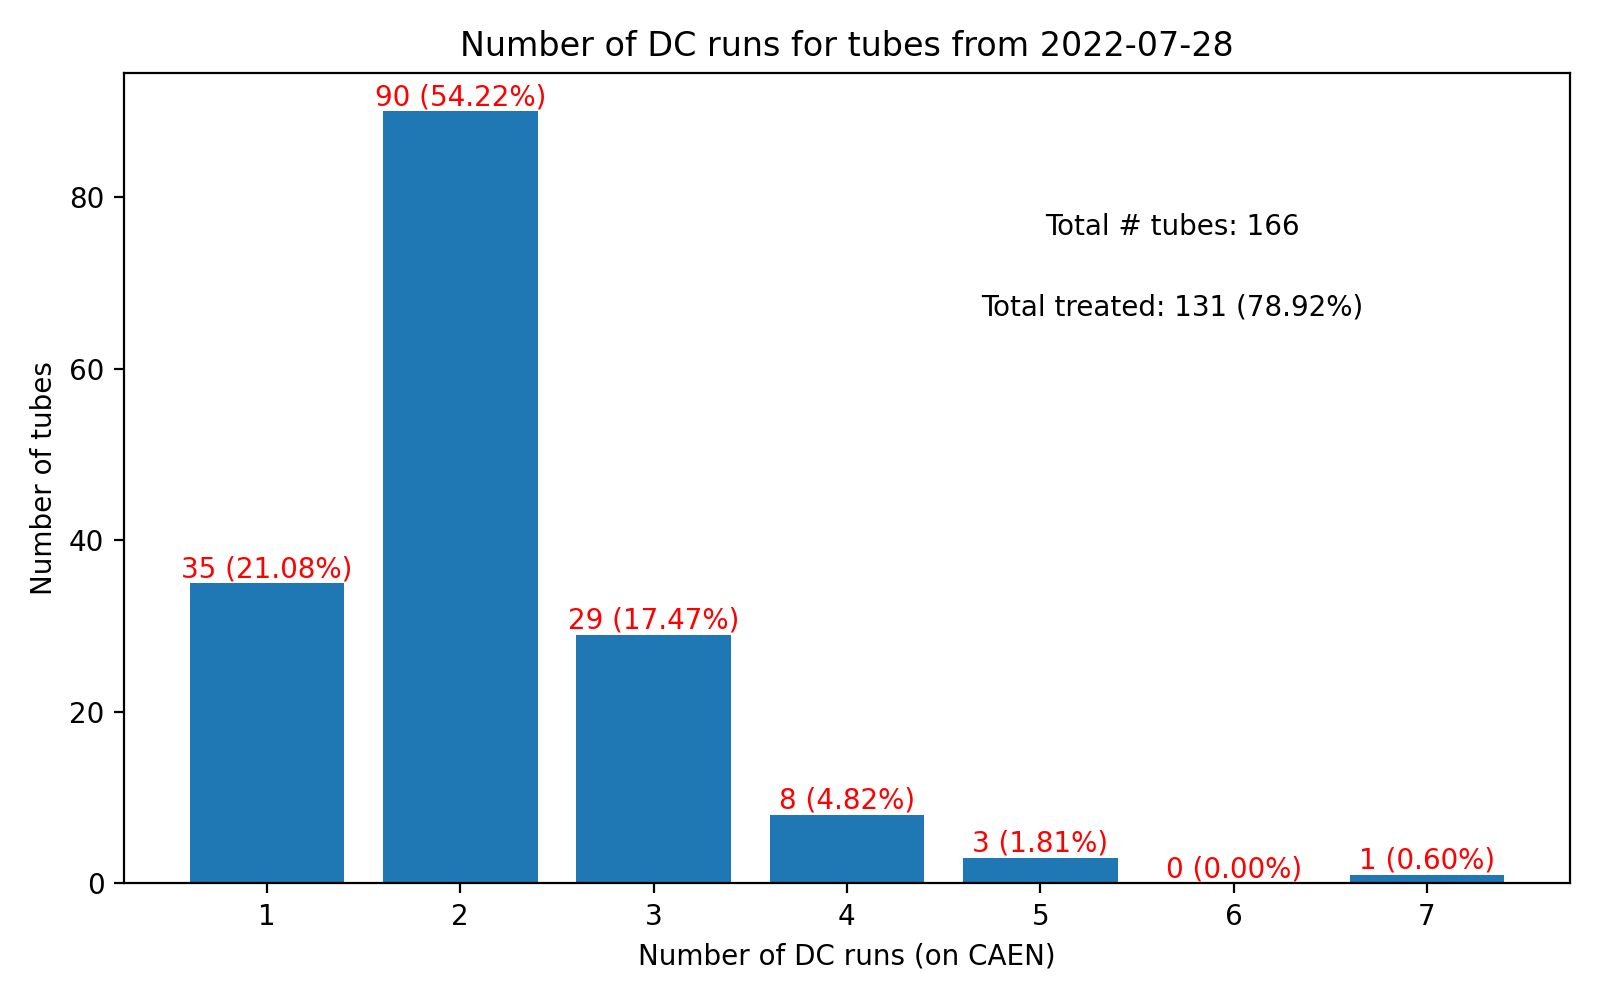 Number of DC runs for tubes from 2022-07-28
90 (54.22%)
80
Total # tubes: 166
Total treated: 131 (78.92%)
60
Number of tubes
40
35 (21.08%)
29 (17.47%)
20
8 (4.82%)
3 (1.81%)
0 (0.00%)
1 (0.60%)
0
1 2 3 4 5 6 7
Number of DC runs (on CAEN)